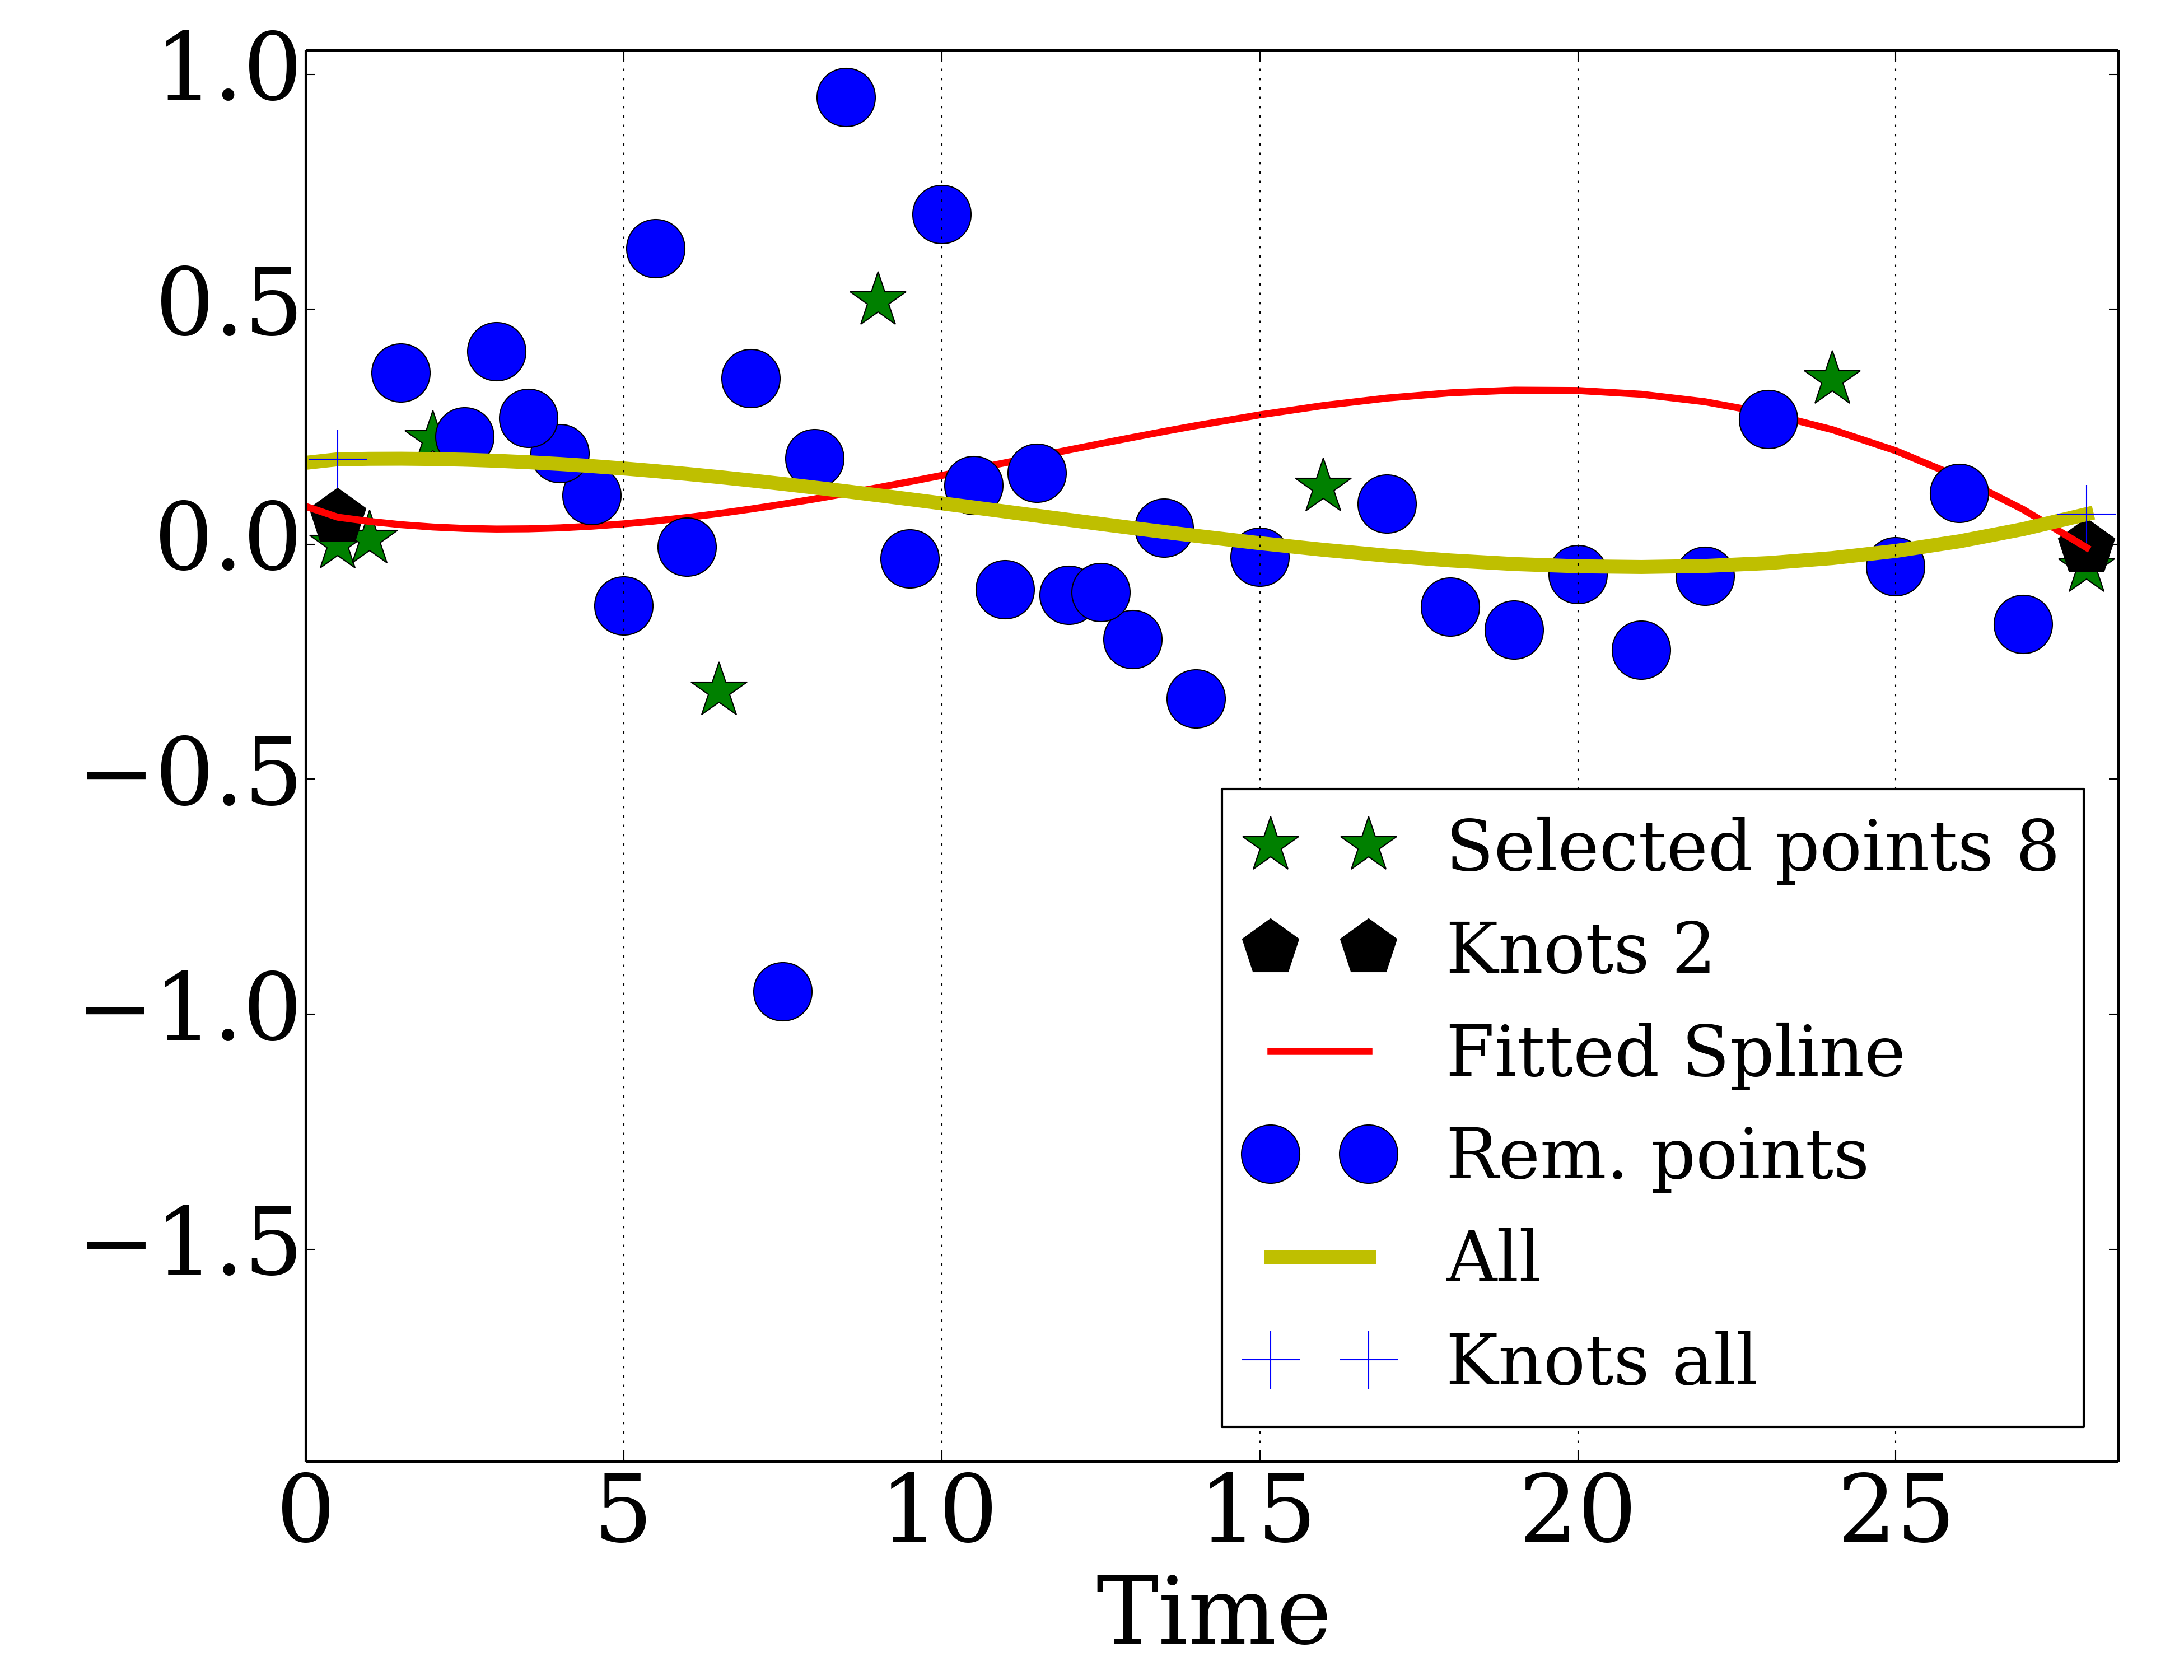 1.0
0.5
0.0
−0.5
−1.0
−1.5
Selected points 8
Knots 2
Fitted Spline
Rem. points
All
Knots all
0 5 10 15 20 25
Time